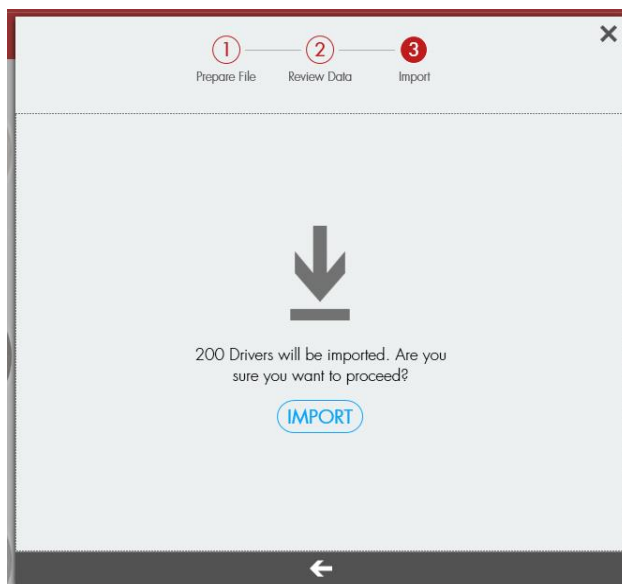 1 2 3
Prepare File Review Data Import
200 Drivers will be imported. Are you
sure you want to proceed?
IMPORT